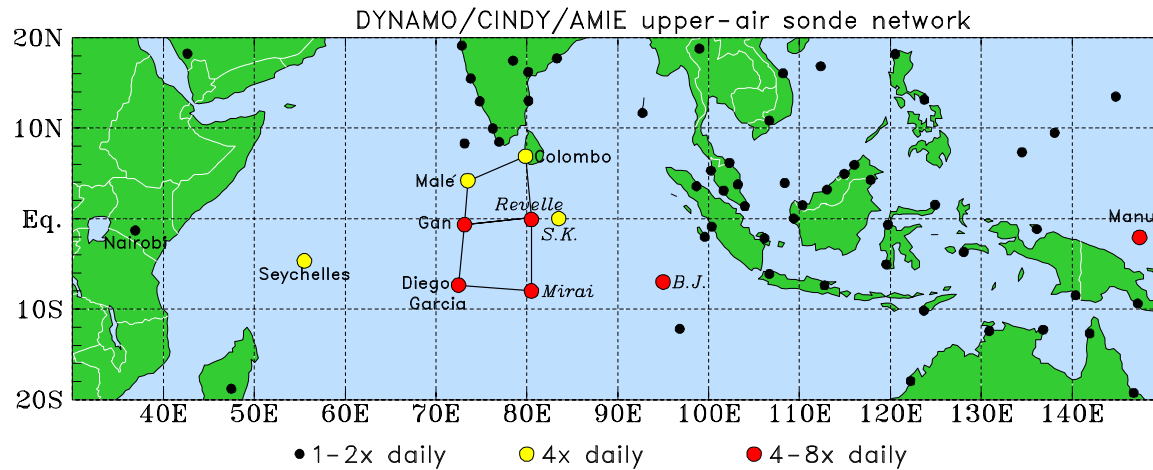 DYNAMO/CINDY/AMIE upper-air sonde network
20N
10N
Eq.
10S
20S
Colombo
Malé
Revelle
Gan
S.K.
Manu
Nairobi
Seychelles
Diego
Garcia
Mirai
B.J.
40E 50E 60E 70E 80E 90E 100E 110E 120E 130E 140E
1-2x daily 4x daily 4-8x daily